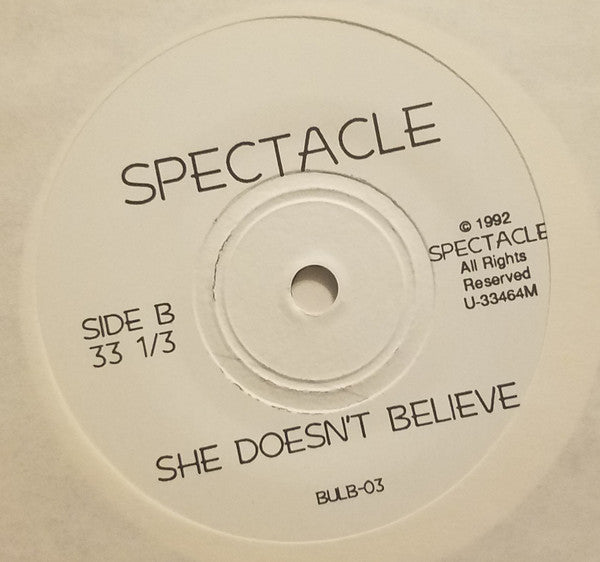 SPECTACLE
© 1992
SPECTACLE
All Rights
Reserved
U-33464M
SIDE B
33 1/3
SHE DOESN'T BELIEVE
BULB-03